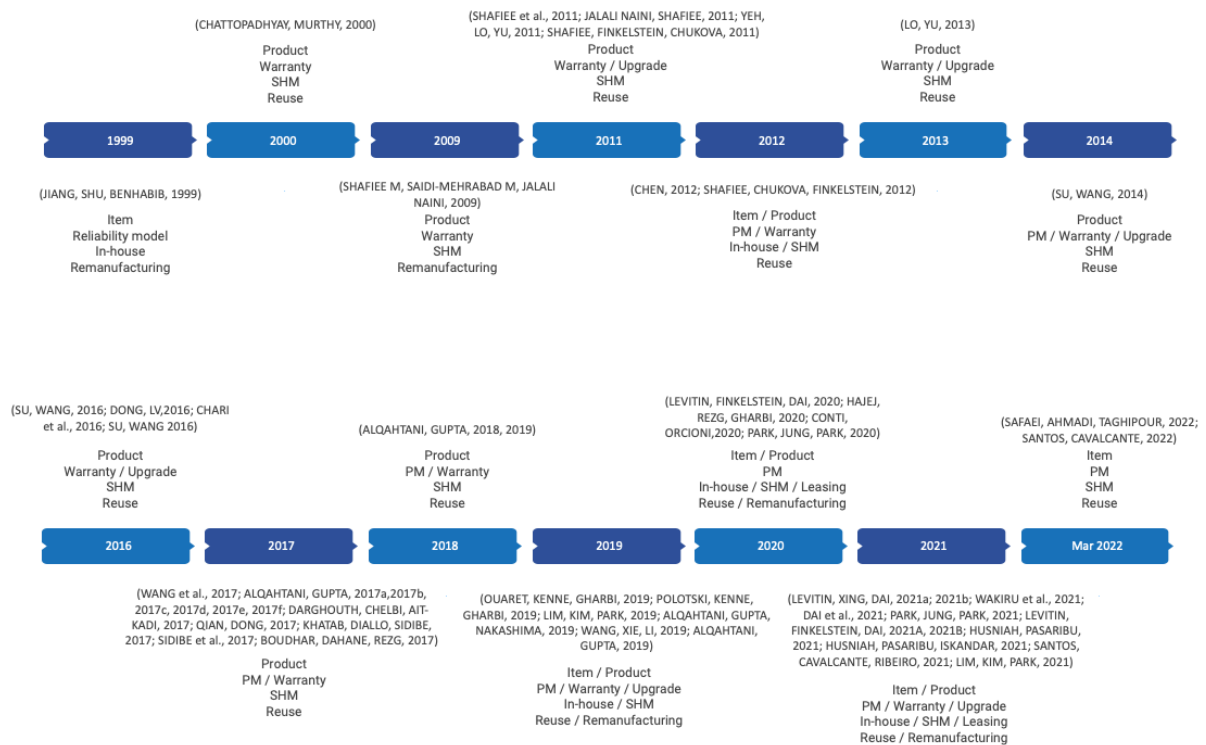 (CHATTOPADHYAY, MURTHY, 2000)
Product
Warranty
SHM
Reuse
(SHAFIEE et al., 2011; JALALI NAINI, SHAFIEE, 2011; YEH,
LO, YU, 2011; SHAFIEE, FINKELSTEIN, CHUKOVA, 2011)
Product
Warranty / Upgrade
SHM
Reuse
(LO, YU, 2013)
Product
Warranty / Upgrade
SHM
Reuse
1999
2000
2009
2011
2012
2013
2014
(JIANG, SHU, BENHABIB, 1999)
Item
Reliability model
In-house
Remanufacturing
(SHAFIEE M, SAIDI-MEHRABAD M, JALALI
NAINI, 2009)
Product
Warranty
SHM
Remanufacturing
(CHEN, 2012; SHAFIEE, CHUKOVA, FINKELSTEIN, 2012)
Item / Product
PM / Warranty
In-house / SHM
Reuse
(SU, WANG, 2014)
Product
PM / Warranty / Upgrade
SHM
Reuse
(SU, WANG, 2016; DONG, LV,2016; CHARI
et al., 2016; SU, WANG 2016)
Product
Warranty / Upgrade
SHM
Reuse
(ALQAHTANI, GUPTA, 2018, 2019)
Product
PM / Warranty
SHM
Reuse
(LEVITIN, FINKELSTEIN, DAI, 2020; HAJEJ,
REZG, GHARBI, 2020; CONTI,
ORCIONI,2020; PARK, JUNG, PARK, 2020)
Item / Product
PM
In-house / SHM / Leasing
Reuse / Remanufacturing
(SAFAEI, AHMADI, TAGHIPOUR, 2022;
SANTOS, CAVALCANTE, 2022)
Item
PM
SHM
Reuse
2016
2017
2018
2019
2020
2021
Mar 2022
(WANG et al., 2017; ALQAHTANI, GUPTA, 2017a,2017b,
2017c, 2017d, 2017e, 2017f; DARGHOUTH, CHELBI, AIT-
KADI, 2017; QIAN, DONG, 2017; KHATAB, DIALLO, SIDIBE,
2017; SIDIBE et al., 2017; BOUDHAR, DAHANE, REZG, 2017)
Product
PM / Warranty
SHM
Reuse
(OUARET, KENNE, GHARBI, 2019; POLOTSKI, KENNE,
GHARBI, 2019; LIM, KIM, PARK, 2019; ALQAHTANI, GUPTA,
NAKASHIMA, 2019; WANG, XIE, LI, 2019; ALQAHTANI,
GUPTA, 2019)
Item / Product
PM / Warranty / Upgrade
In-house / SHM
Reuse / Remanufacturing
(LEVITIN, XING, DAI, 2021a; 2021b; WAKIRU et al., 2021;
DAI et al., 2021; PARK, JUNG, PARK, 2021; LEVITIN,
FINKELSTEIN, DAI, 2021A, 2021B; HUSNIAH, PASARIBU,
2021; HUSNIAH, PASARIBU, ISKANDAR, 2021; SANTOS,
CAVALCANTE, RIBEIRO, 2021; LIM, KIM, PARK, 2021)
Item / Product
PM / Warranty / Upgrade
In-house / SHM / Leasing
Reuse / Remanufacturing